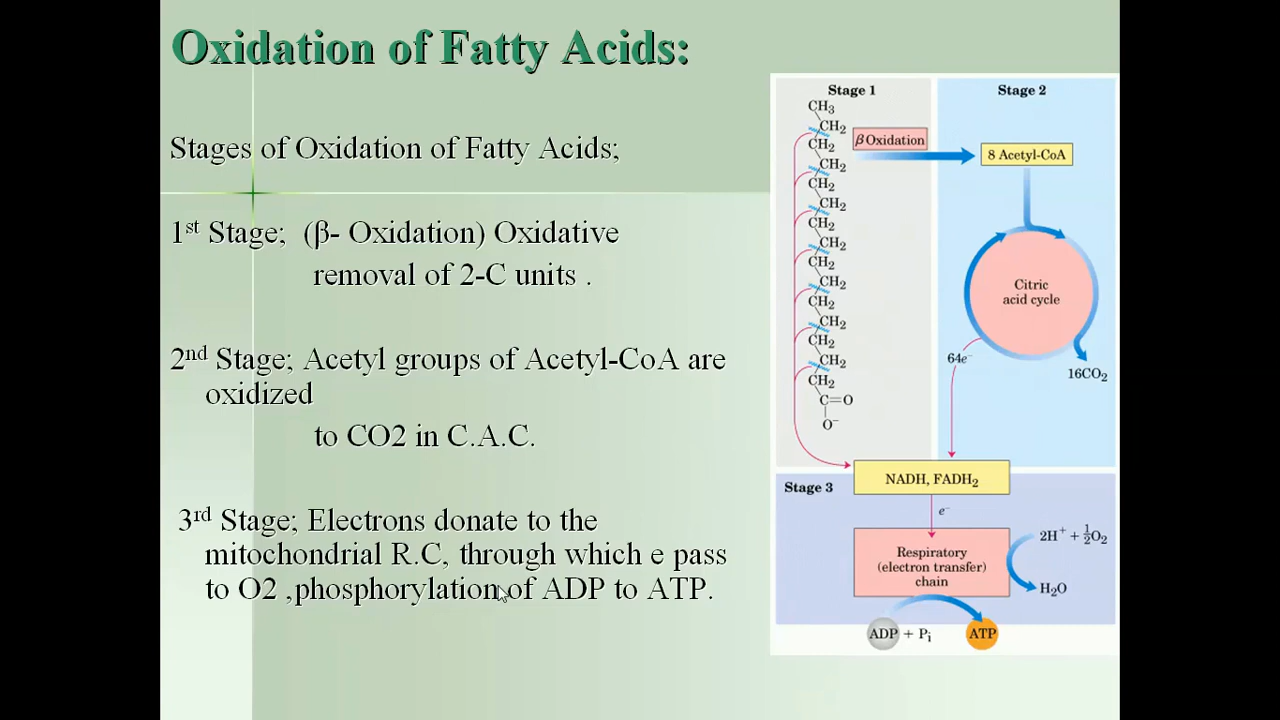 Oxidation of Fatty Acids:
Stages of Oxidation of Fatty Acids;
1st Stage; (β- Oxidation) Oxidative
removal of 2-C units .
2nd Stage; Acetyl groups of Acetyl-CoA are
oxidized
to CO2 in C.A.C.
3rd Stage; Electrons donate to the
mitochondrial R.C, through which e pass
to O2 ,phosphorylation of ADP to ATP.
Stage 1
CH3
CH2
CH2
CH2
CH2
CH2
CH2
CH2
CH2
CH2
CH2
CH2
CH2
CH2
CH2
C=O
O−
β Oxidation
Stage 2
8 Acetyl-CoA
Citric
acid cycle
64e−
16CO2
Stage 3
NADH, FADH2
e−
Respiratory
(electron transfer)
chain
2H+ + ½O2
H2O
ADP + Pi
ATP